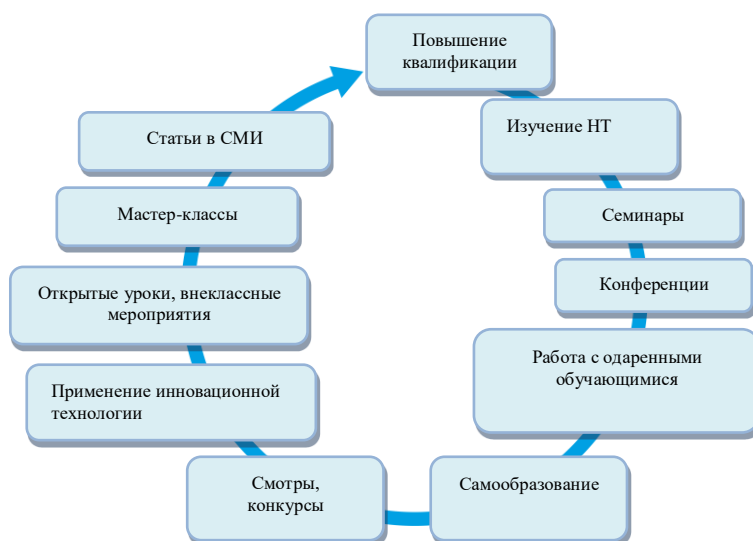 Повышение
квалификации
Изучение НТ
Семинары
Конференции
Работа с одаренными
обучающимися
Самообразование
Смотры,
конкурсы
Применение инновационной
технологии
Открытые уроки, внеклассные
мероприятия
Мастер-классы
Статьи в СМИ